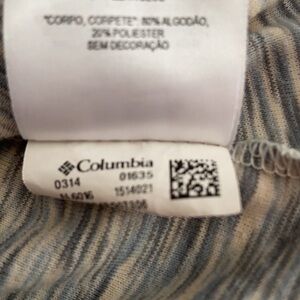 "CORPO, CORPETE" 80% ALGODÃO,
20% POLIESTER
SEM DECORAÇÃO
Columbia
0314 01635
1514021